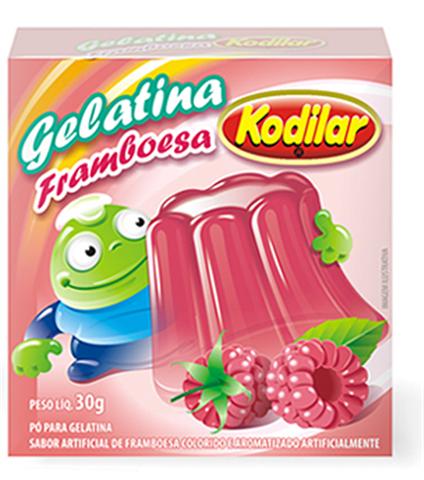 Gelatina
Framboesa
Kodilar
IMAGEM ILUSTRATIVA
PESO LÍQ. 30g
PÓ PARA GELATINA
SABOR ARTIFICIAL DE FRAMBOESA COLORIDO E AROMATIZADO ARTIFICIALMENTE